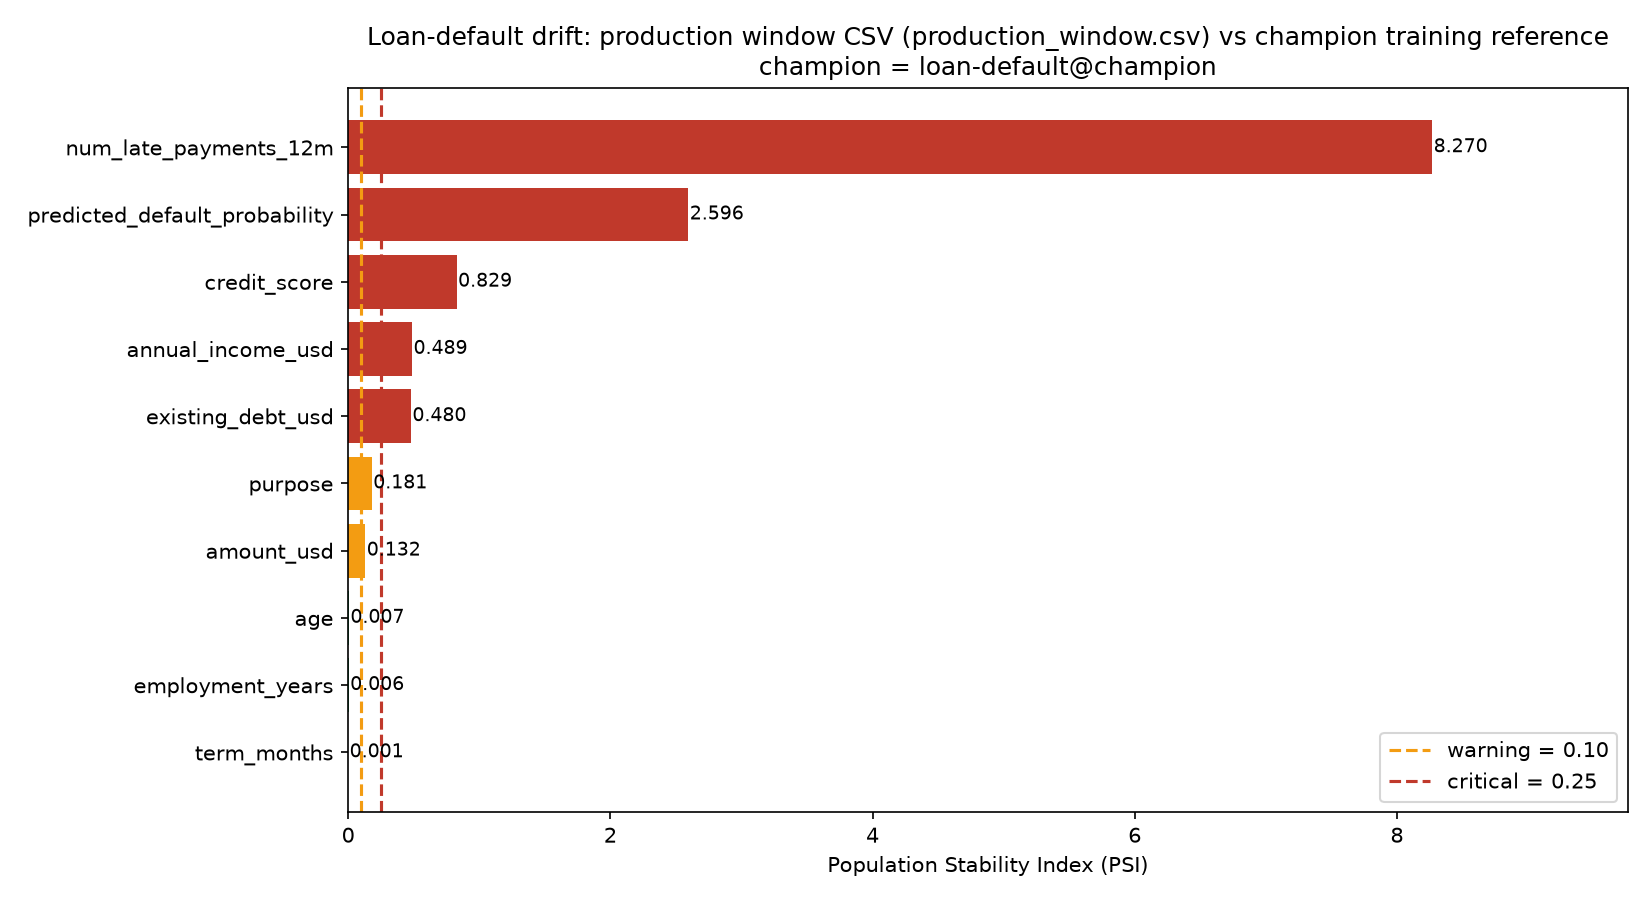 Loan-default drift: production window CSV (production_window.csv) vs champion training reference
champion = loan-default@champion
num_late_payments_12m
8.270
predicted_default_probability
2.596
credit_score
0.829
annual_income_usd
0.489
existing_debt_usd
0.480
purpose
0.181
amount_usd
0.132
age
0.007
employment_years
0.006
term_months
0.001
warning = 0.10
critical = 0.25
0 2 4 6 8
Population Stability Index (PSI)